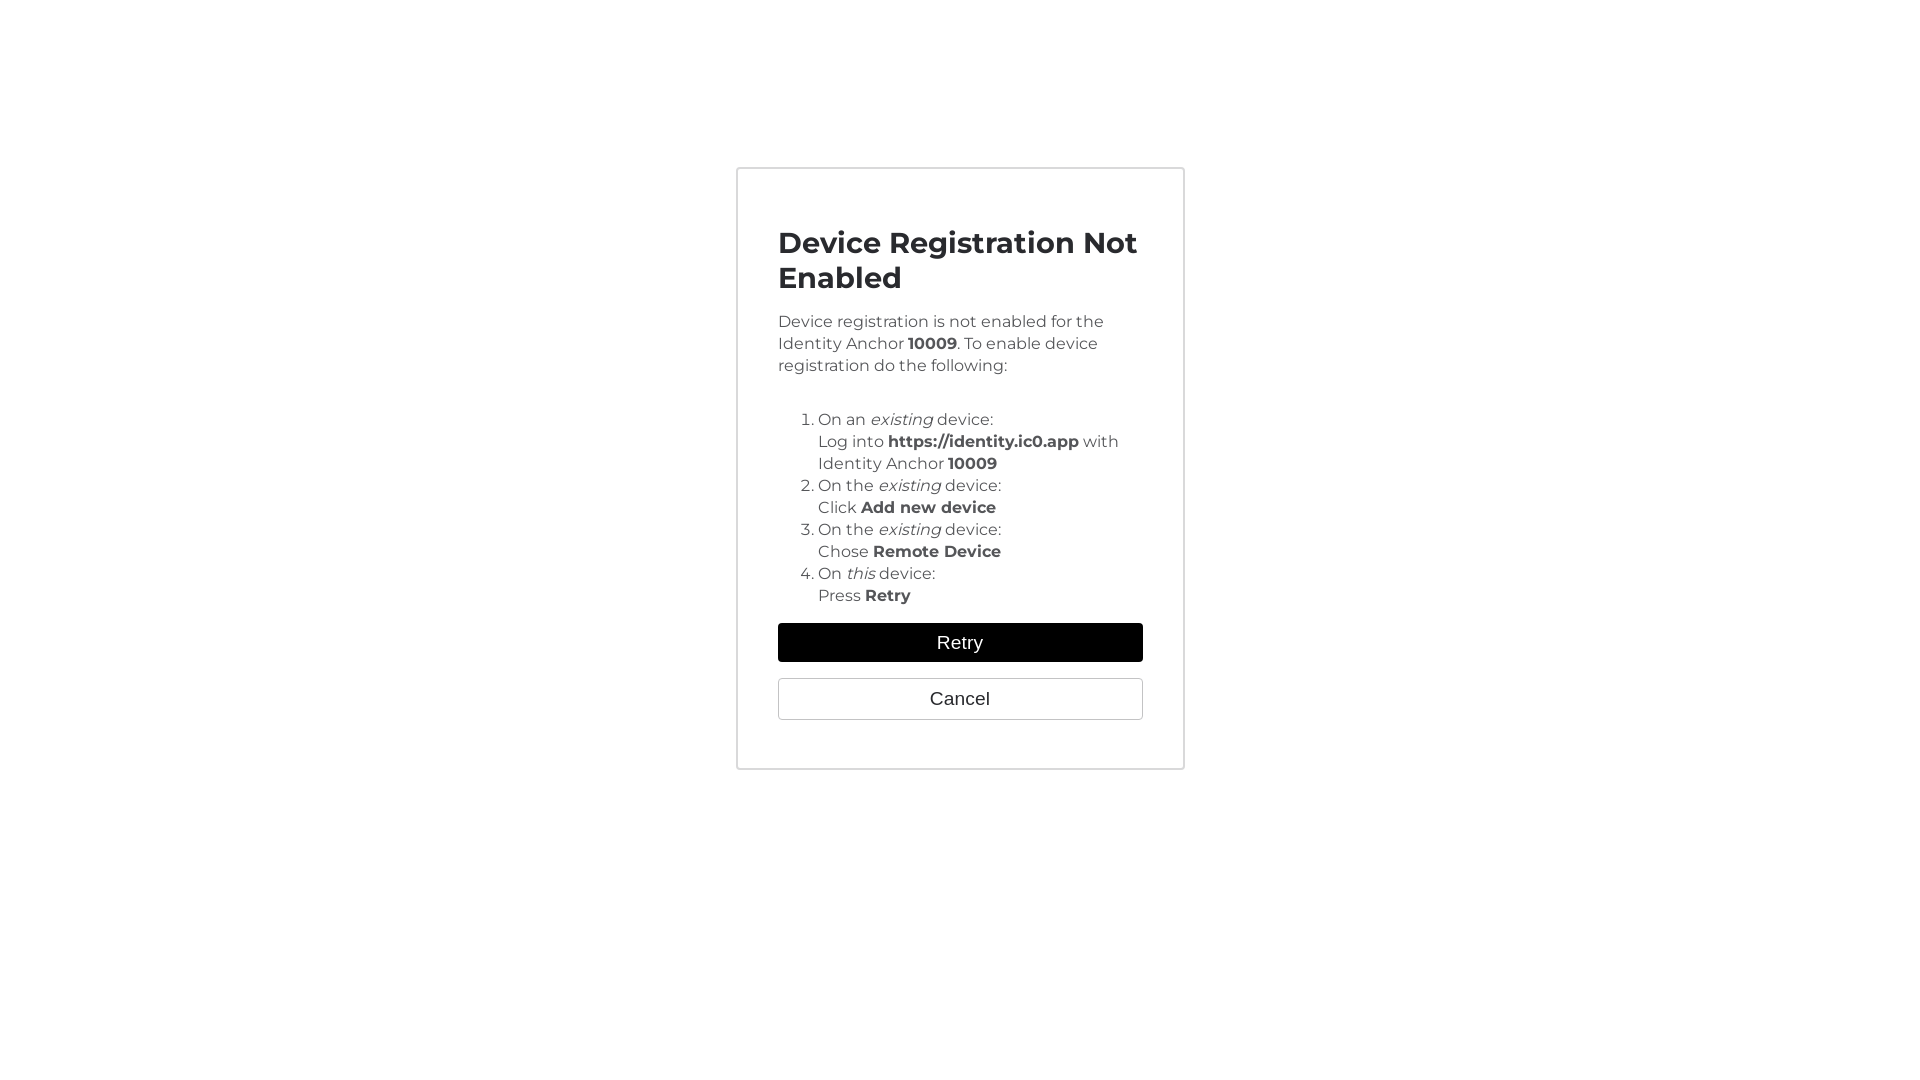 Device Registration Not
Enabled
Device registration is not enabled for the
Identity Anchor 10009. To enable device
registration do the following:
1. On an existing device:
Log into https://identity.ic0.app with
Identity Anchor 10009
2. On the existing device:
Click Add new device
3. On the existing device:
Chose Remote Device
4. On this device:
Press Retry
Retry
Cancel